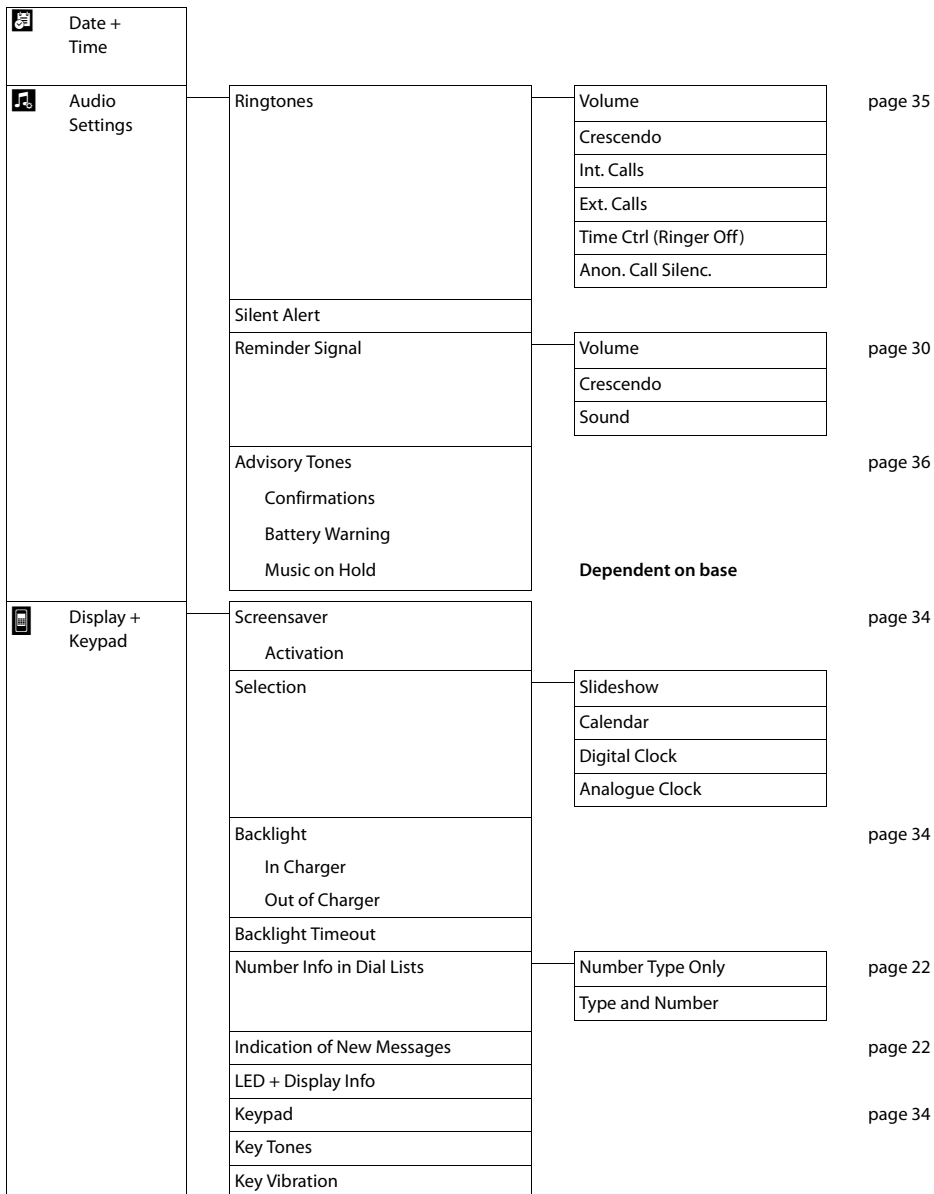 Date +
Time
Audio
Settings
Ringtones
Volume
page 35
Crescendo
Int. Calls
Ext. Calls
Time Ctrl (Ringer Off)
Anon. Call Silenc.
Silent Alert
Reminder Signal
Volume
page 30
Crescendo
Sound
Advisory Tones
page 36
Confirmations
Battery Warning
Music on Hold
Dependent on base
Display +
Keypad
Screensaver
page 34
Activation
Selection
Slideshow
Calendar
Digital Clock
Analogue Clock
Backlight
page 34
In Charger
Out of Charger
Backlight Timeout
Number Info in Dial Lists
Number Type Only
page 22
Type and Number
Indication of New Messages
page 22
LED + Display Info
Keypad
page 34
Key Tones
Key Vibration